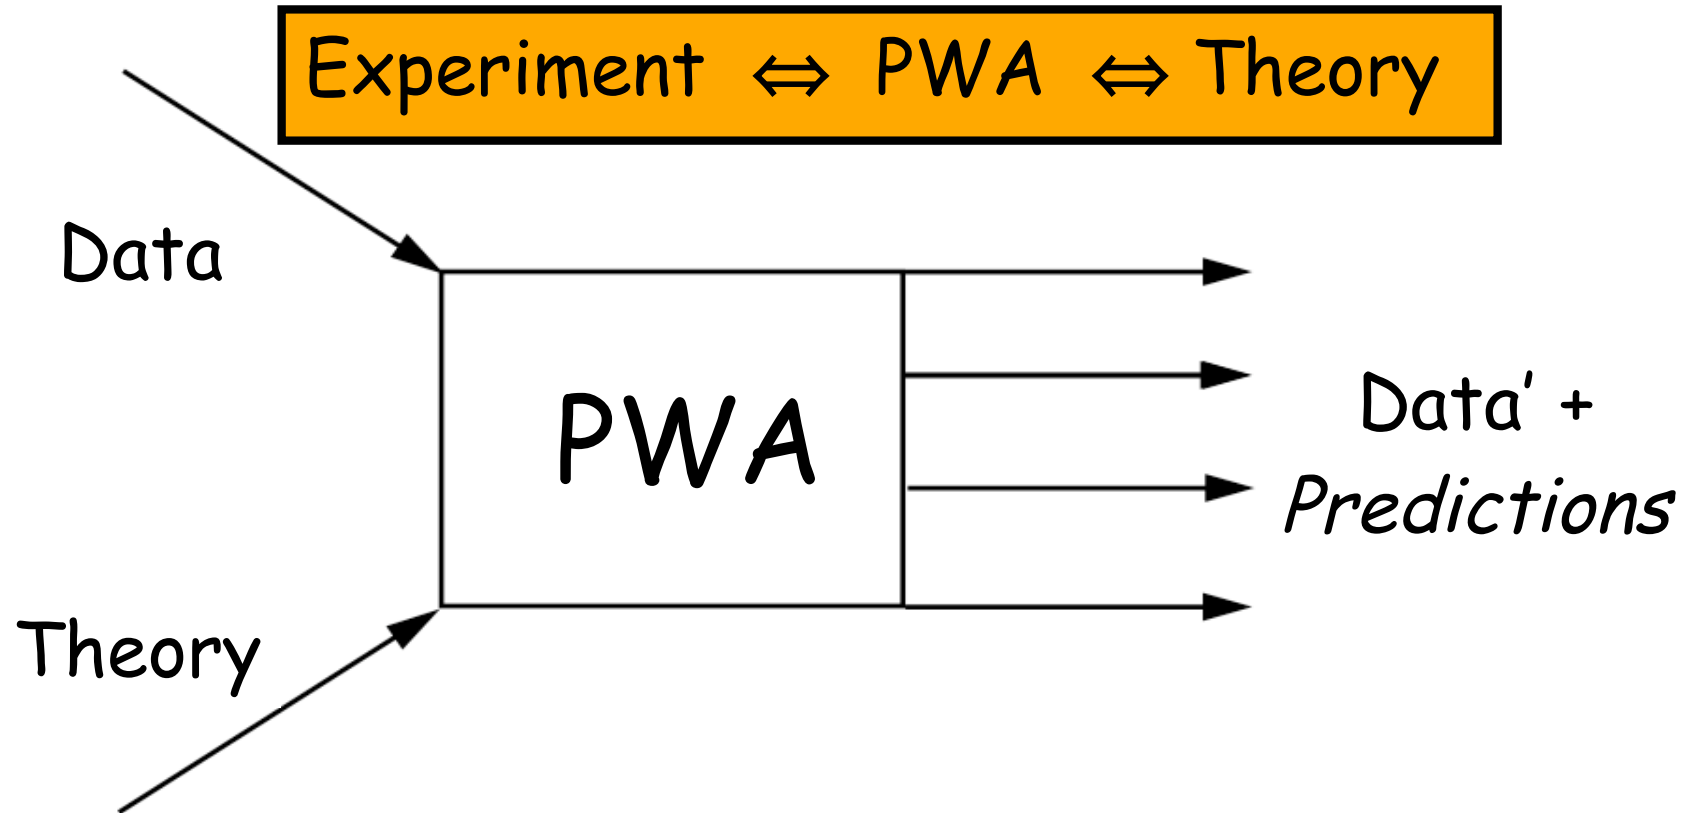 Experiment ⇔ PWA ⇔ Theory
Data
PWA
Data′ +
Predictions
Theory